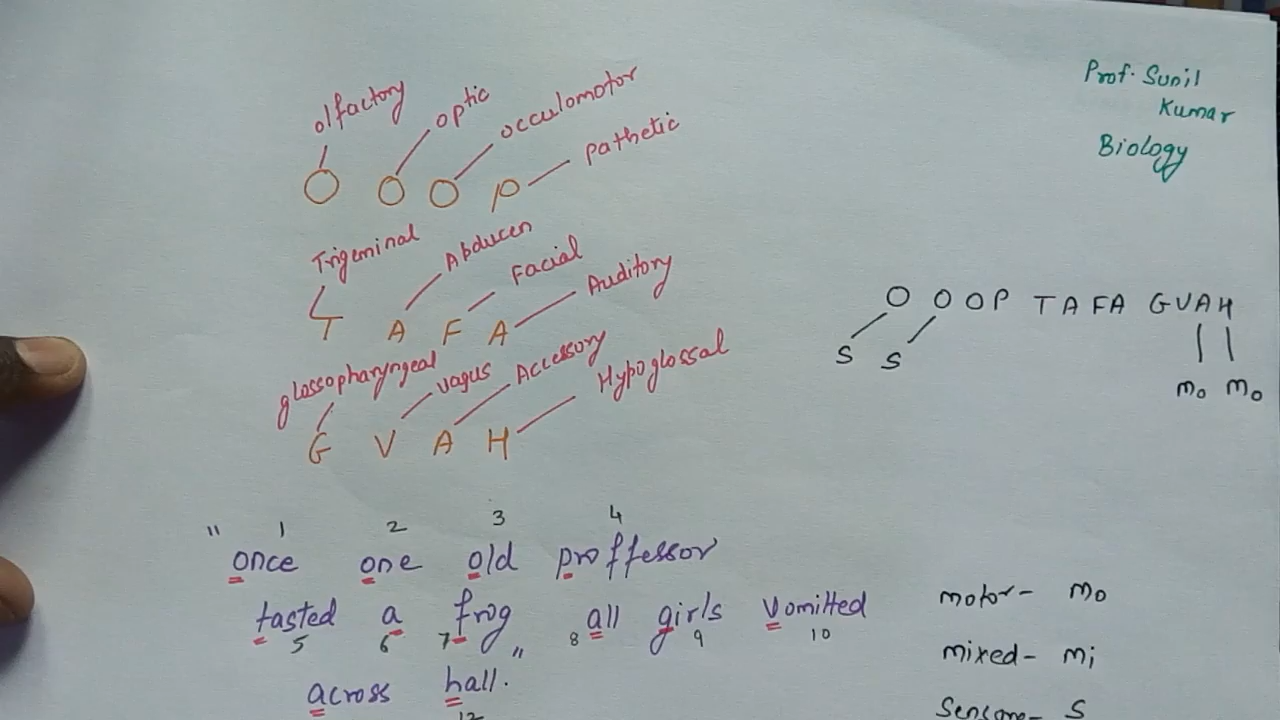 Prof. Sunil
Kumar
Biology
olfactory optic occulomotor pathetic
O O O P
Trigeminal Abducen Facial Auditory
T A F A
glossopharyngeal vagus Accessory Hypoglossal
G V A H
O O O P T A F A G V A H
S S
Mo Mo
1 2 3 4
" once one old proffessor
tasted a frog " all girls vomitted
5 6 7 8 9 10
across hall.
12
motor - Mo
mixed - Mi
Sensory - S